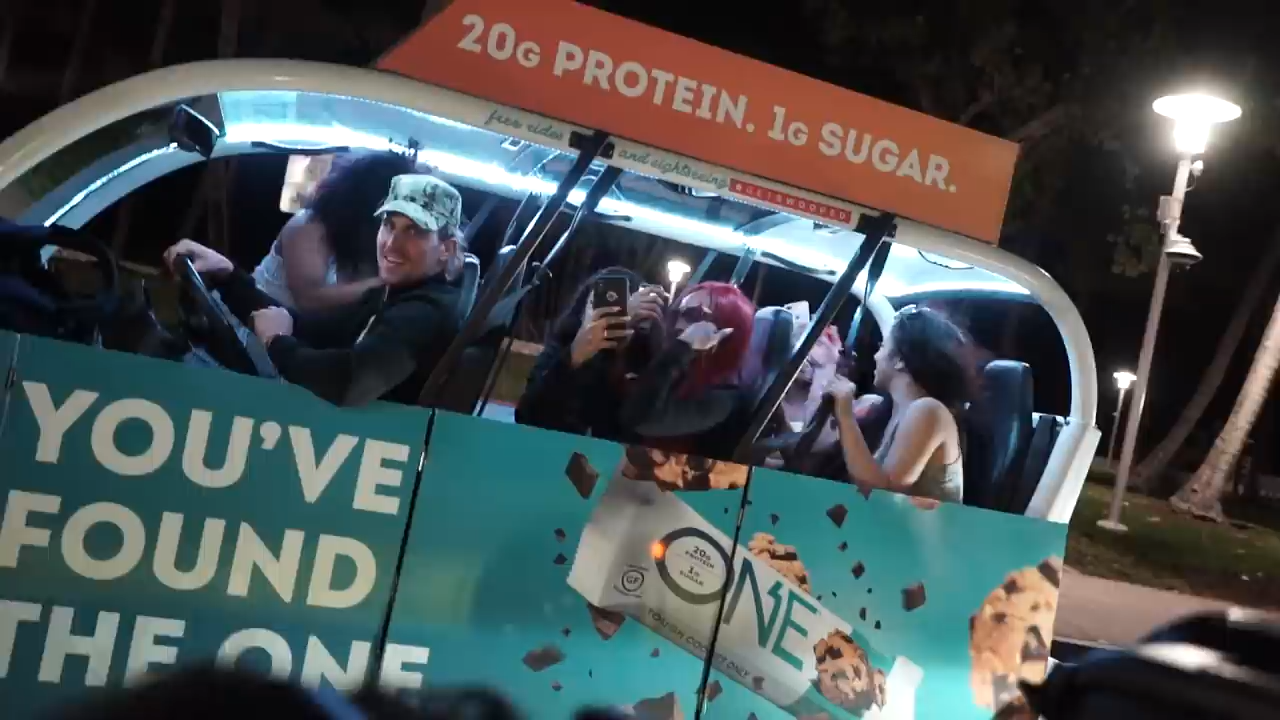 20G PROTEIN. 1G SUGAR.
free rides and sightseeing GETSWOOPED
YOU'VE
FOUND
THE ONE
20G
PROTEIN
1G
SUGAR
GF
ONE